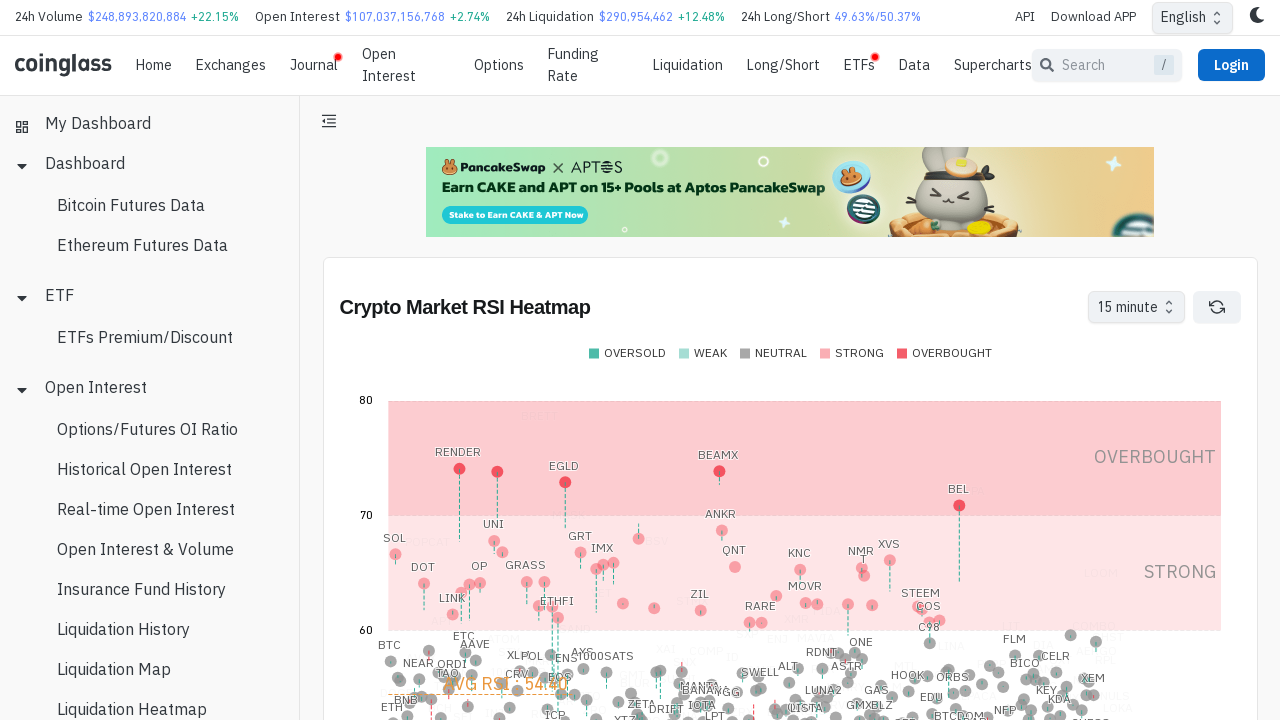 24h Volume $248,893,820,884 +22.15% Open Interest $107,037,156,768 +2.74% 24h Liquidation $290,954,462 +12.48% 24h Long/Short 49.63%/50.37% API Download APP English
coinglass Home Exchanges Journal Open Interest Options Funding Rate Liquidation Long/Short ETFs Data Supercharts Search / Login
My Dashboard
Dashboard
Bitcoin Futures Data
Ethereum Futures Data
ETF
ETFs Premium/Discount
Open Interest
Options/Futures OI Ratio
Historical Open Interest
Real-time Open Interest
Open Interest & Volume
Insurance Fund History
Liquidation History
Liquidation Map
Liquidation Heatmap
PancakeSwap X APTOS
Earn CAKE and APT on 15+ Pools at Aptos PancakeSwap
Stake to Earn CAKE & APT Now
Crypto Market RSI Heatmap 15 minute
OVERSOLD WEAK NEUTRAL STRONG OVERBOUGHT
80
RENDER BEAMX OVERBOUGHT
EGLD
BEL
70 ANKR
UNI
SOL GRT
IMX QNT KNC NMR XVS
T
DOT OP GRASS STRONG
MOVR
LINK ETHFI ZIL RARE STEEM
COS
60 C98
ETC FLM
BTC AAVE ONE
XLM POL ENS AXS 1000SATS RDNT CELR
NEAR ORDI ALT ASTR BICO
TAO CRV EOS SWELL HOOK ORBS XEM
AVG RSI : 54.40
BNB LUNA2 GAS EDU KEY
ETH ZETA DRIFT IOTA USTA GMX BLZ KDA
ICP LPT BTCDOM NFP
XTZ